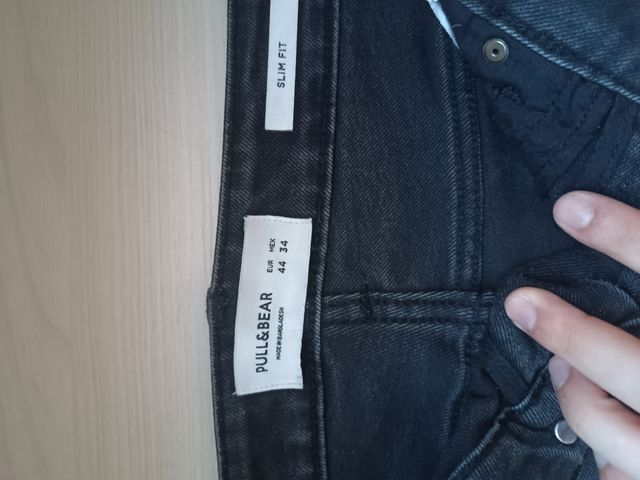 SLIM FIT
PULL&BEAR
MADE IN BANGLADESH
EUR MEX
44 34